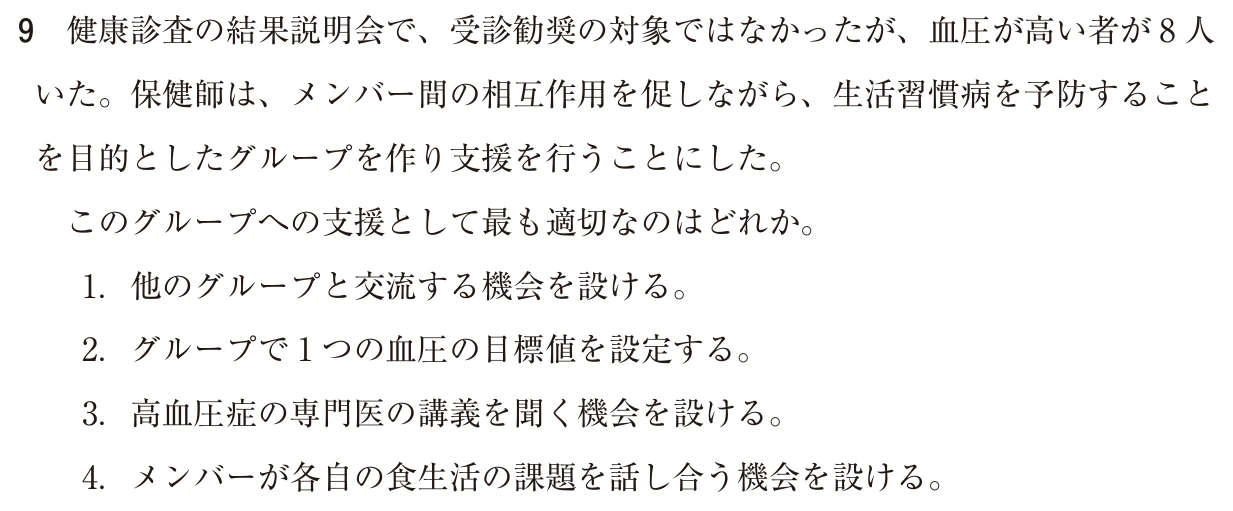 9 健康診査の結果説明会で、受診勧奨の対象ではなかったが、血圧が高い者が8人
いた。保健師は、メンバー間の相互作用を促しながら、生活習慣病を予防すること
を目的としたグループを作り支援を行うことにした。
このグループへの支援として最も適切なのはどれか。
1. 他のグループと交流する機会を設ける。
2. グループで1つの血圧の目標値を設定する。
3. 高血圧症の専門医の講義を聞く機会を設ける。
4. メンバーが各自の食生活の課題を話し合う機会を設ける。